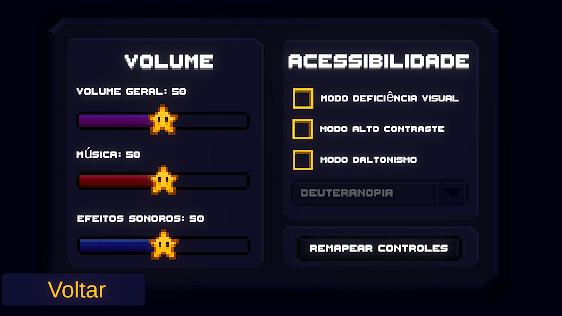 VOLUME
VOLUME GERAL: 50
MÚSICA: 50
EFEITOS SONOROS: 50
ACESSIBILIDADE
MODO DEFICIÊNCIA VISUAL
MODO ALTO CONTRASTE
MODO DALTONISMO
DEUTERANOPIA
REMAPEAR CONTROLES
Voltar